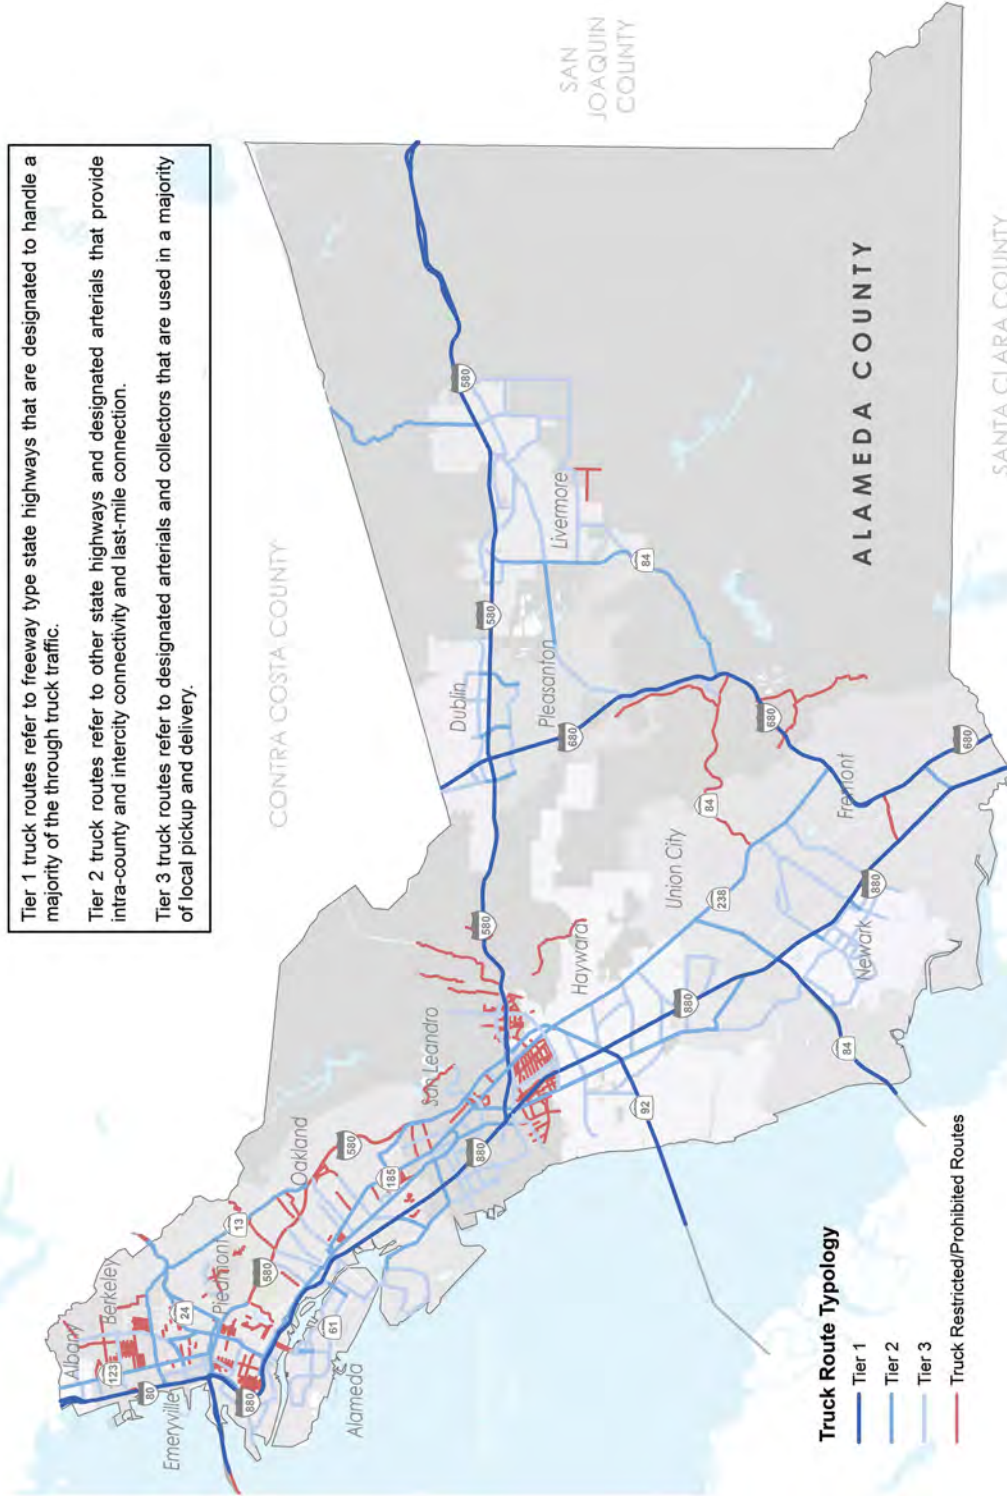 Tier 1 truck routes refer to freeway type state highways that are designated to handle a
majority of the through truck traffic.
Tier 2 truck routes refer to other state highways and designated arterials that provide
intra-county and intercity connectivity and last-mile connection.
Tier 3 truck routes refer to designated arterials and collectors that are used in a majority
of local pickup and delivery.
CONTRA COSTA COUNTY
SAN
JOAQUIN
COUNTY
ALAMEDA COUNTY
SANTA CLARA COUNTY
Albany
Berkeley
Emeryville
Piedmont
Oakland
Alameda
San Leandro
Hayward
Union City
Newark
Fremont
Dublin
Pleasanton
Livermore
123
80
24
13
880
580
61
580
185
880
580
92
880
238
84
84
880
680
680
84
680
580
84
580
Truck Route Typology
Tier 1
Tier 2
Tier 3
Truck Restricted/Prohibited Routes